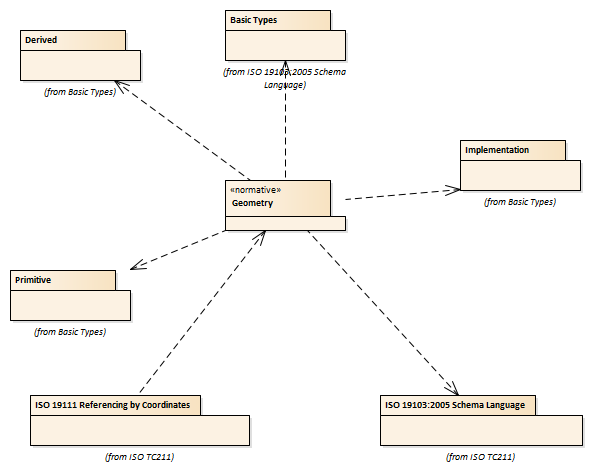 Basic Types
(from ISO 19103:2005 Schema
Language)
Derived
(from Basic Types)
Implementation
(from Basic Types)
«normative»
Geometry
Primitive
(from Basic Types)
ISO 19111 Referencing by Coordinates
(from ISO TC211)
ISO 19103:2005 Schema Language
(from ISO TC211)